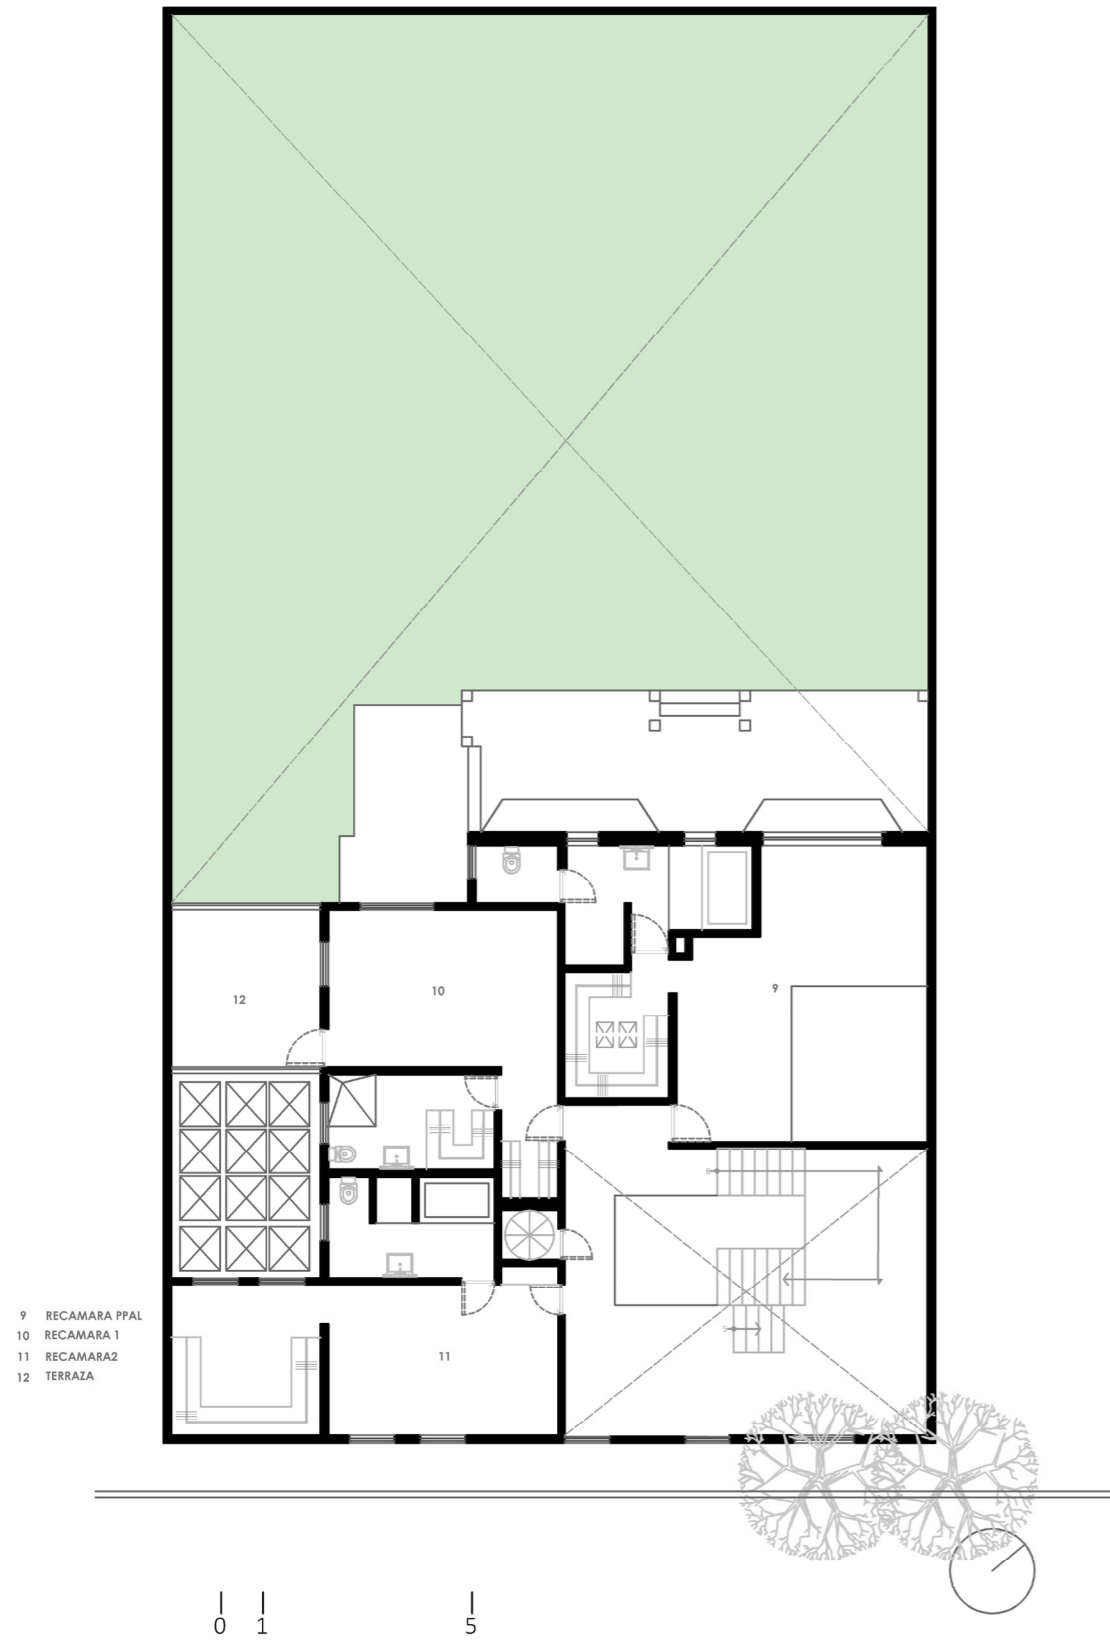 12
10
9
11
9 RECAMARA PPAL
10 RECAMARA 1
11 RECAMARA2
12 TERRAZA
0 1 5